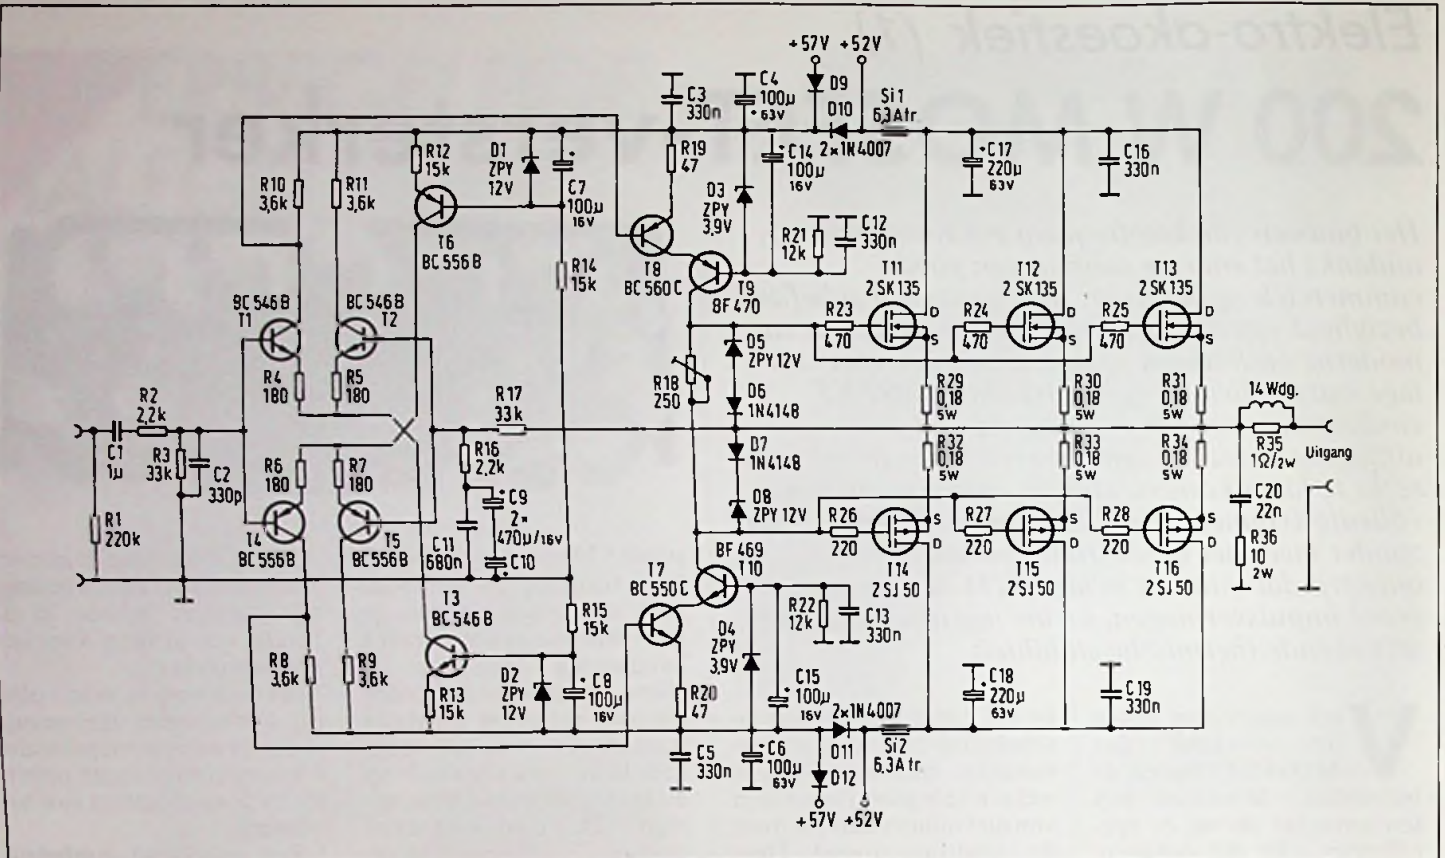 +57V +52V
C3
330n
C4
100µ
63V
D9
D10
2×1N4007
Si1
6,3A tr.
R10
3,6k
R11
3,6k
R12
15k
D1
ZPY
12V
C7
100µ
16V
T6
BC 556 B
R19
47
D3
ZPY
3,9V
C14
100µ
16V
C17
220µ
63V
C16
330n
R21
12k
C12
330n
T8
BC 560 C
T9
BF 470
R14
15k
T11
2 SK 135
T12
2 SK 135
T13
2 SK 135
BC 546 B
T1
BC 546 B
T2
R23
470
R24
470
R25
470
D
S
D
S
D
S
R4
180
R5
180
R18
250
D5
ZPY 12V
D6
1N4148
R29
0,18
5W
R30
0,18
5W
R31
0,18
5W
14 Wdg.
R2
2,2k
C1
1µ
R3
33k
C2
330p
R17
33k
R16
2,2k
D7
1N4148
R32
0,18
5W
R33
0,18
5W
R34
0,18
5W
R35
1Ω/2W
Uitgang
R6
180
R7
180
C9
2×
470µ/16V
C10
D8
ZPY 12V
R26
220
R27
220
R28
220
S
D
S
D
S
D
C20
22n
R36
10
2W
R1
220k
T4
BC 556B
T5
BC 556B
C11
680n
BF 469
T10
T7
BC 550 C
T14
2 SJ 50
T15
2 SJ 50
T16
2 SJ 50
T3
BC 546 B
R15
15k
R22
12k
C13
330n
D4
ZPY
3,9V
R8
3,6k
R9
3,6k
R13
15k
D2
ZPY
12V
C8
100µ
16V
R20
47
C15
100µ
16V
2×1N4007
D11
D12
Si2
6,3A tr.
C18
220µ
63V
C19
330n
C5
330n
C6
100µ
63V
+57V +52V